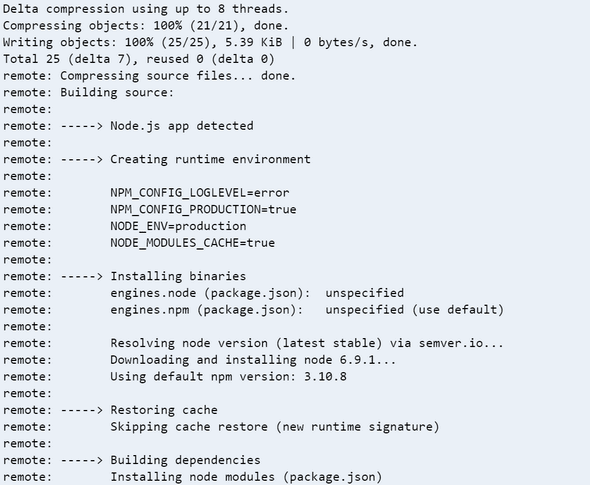 Delta compression using up to 8 threads.
Compressing objects: 100% (21/21), done.
Writing objects: 100% (25/25), 5.39 KiB | 0 bytes/s, done.
Total 25 (delta 7), reused 0 (delta 0)
remote: Compressing source files... done.
remote: Building source:
remote:
remote: -----> Node.js app detected
remote:
remote: -----> Creating runtime environment
remote:
remote:        NPM_CONFIG_LOGLEVEL=error
remote:        NPM_CONFIG_PRODUCTION=true
remote:        NODE_ENV=production
remote:        NODE_MODULES_CACHE=true
remote:
remote: -----> Installing binaries
remote:        engines.node (package.json):  unspecified
remote:        engines.npm (package.json):   unspecified (use default)
remote:
remote:        Resolving node version (latest stable) via semver.io...
remote:        Downloading and installing node 6.9.1...
remote:        Using default npm version: 3.10.8
remote:
remote: -----> Restoring cache
remote:        Skipping cache restore (new runtime signature)
remote:
remote: -----> Building dependencies
remote:        Installing node modules (package.json)